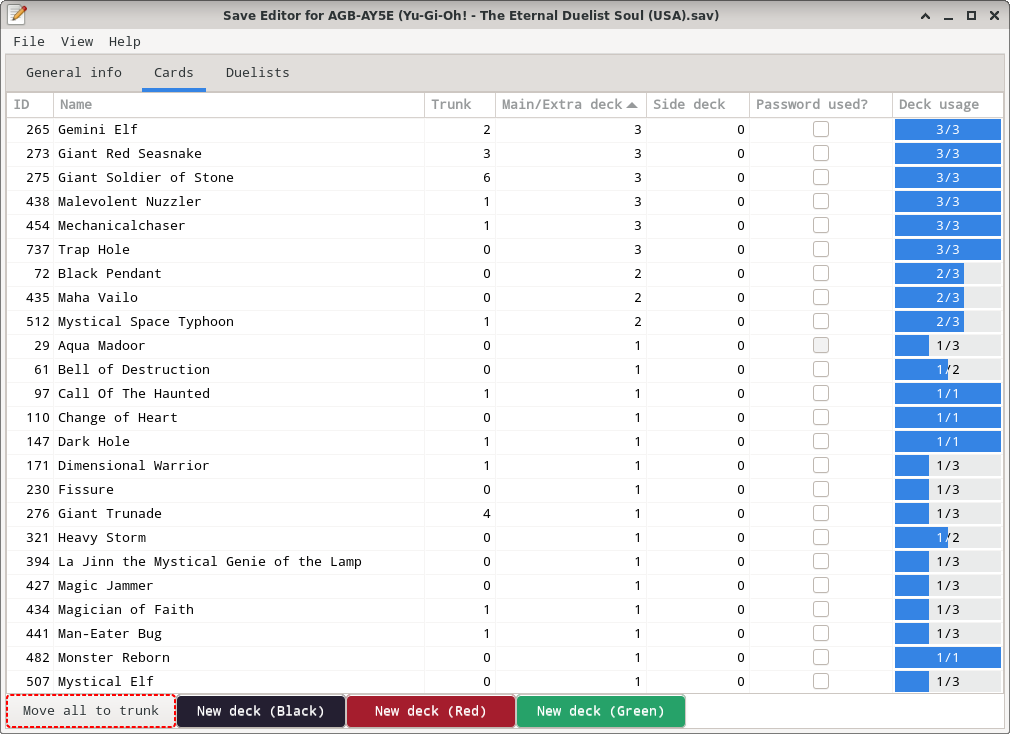 Save Editor for AGB-AY5E (Yu-Gi-Oh! - The Eternal Duelist Soul (USA).sav)
File View Help
General info Cards Duelists
ID Name Trunk Main/Extra deck Side deck Password used? Deck usage
265 Gemini Elf 2 3 0 3/3
273 Giant Red Seasnake 3 3 0 3/3
275 Giant Soldier of Stone 6 3 0 3/3
438 Malevolent Nuzzler 1 3 0 3/3
454 Mechanicalchaser 1 3 0 3/3
737 Trap Hole 0 3 0 3/3
72 Black Pendant 0 2 0 2/3
435 Maha Vailo 0 2 0 2/3
512 Mystical Space Typhoon 1 2 0 2/3
29 Aqua Madoor 0 1 0 1/3
61 Bell of Destruction 0 1 0 1/2
97 Call Of The Haunted 1 1 0 1/1
110 Change of Heart 0 1 0 1/1
147 Dark Hole 1 1 0 1/1
171 Dimensional Warrior 1 1 0 1/3
230 Fissure 0 1 0 1/3
276 Giant Trunade 4 1 0 1/3
321 Heavy Storm 0 1 0 1/2
394 La Jinn the Mystical Genie of the Lamp 0 1 0 1/3
427 Magic Jammer 0 1 0 1/3
434 Magician of Faith 1 1 0 1/3
441 Man-Eater Bug 1 1 0 1/3
482 Monster Reborn 0 1 0 1/1
507 Mystical Elf 0 1 0 1/3
Move all to trunk New deck (Black) New deck (Red) New deck (Green)